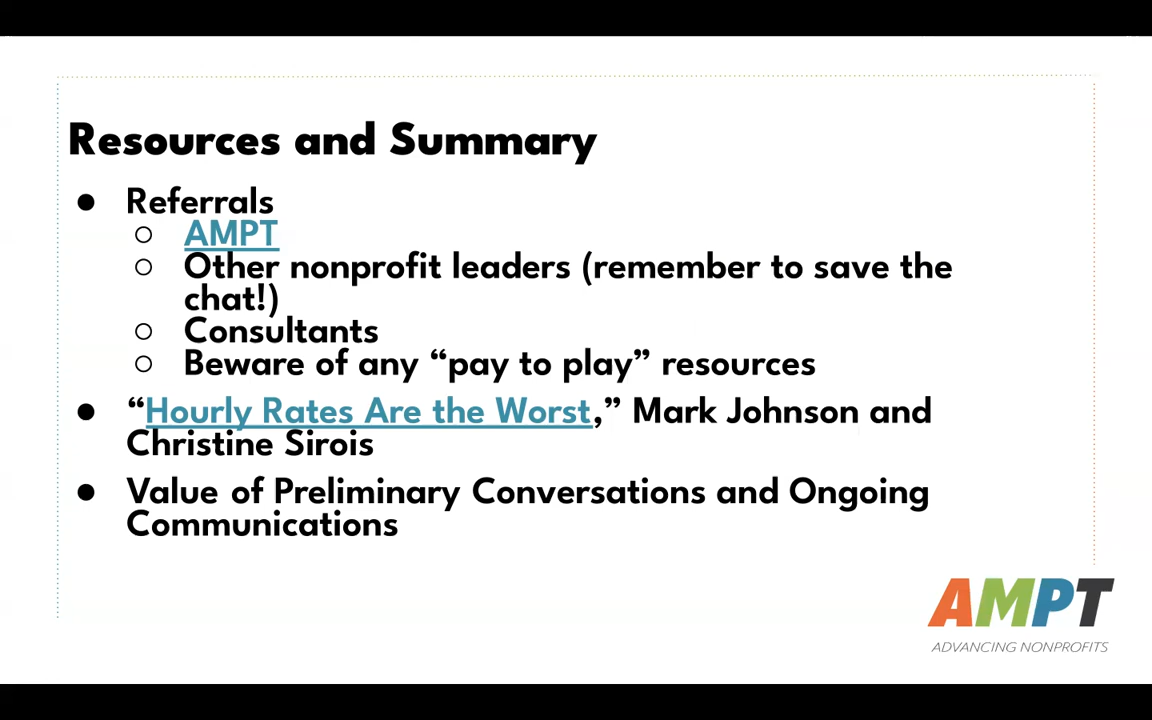 Resources and Summary
● Referrals
○ AMPT
○ Other nonprofit leaders (remember to save the
chat!)
○ Consultants
○ Beware of any “pay to play” resources
● “Hourly Rates Are the Worst,” Mark Johnson and
Christine Sirois
● Value of Preliminary Conversations and Ongoing
Communications
AMPT
ADVANCING NONPROFITS